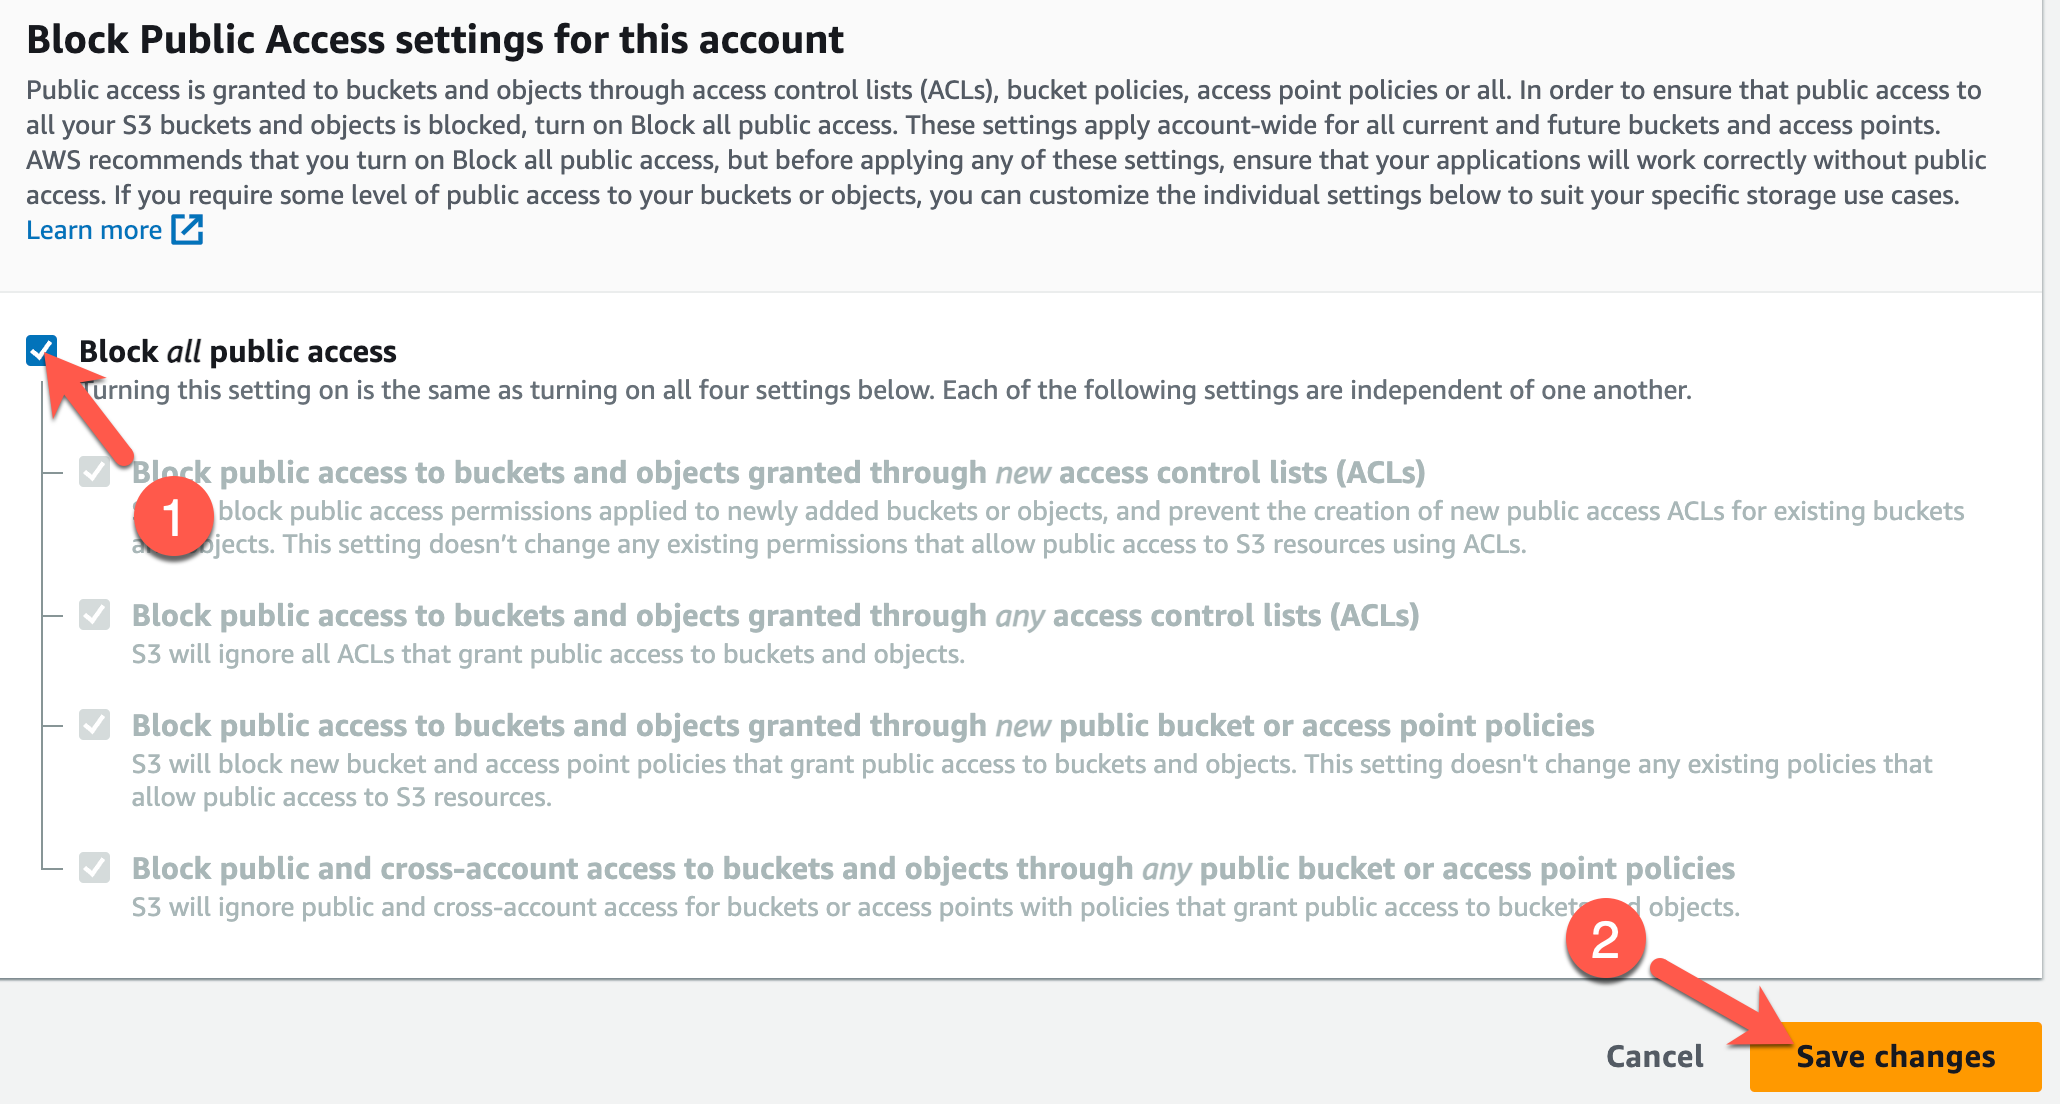 Block Public Access settings for this account
Public access is granted to buckets and objects through access control lists (ACLs), bucket policies, access point policies or all. In order to ensure that public access to
all your S3 buckets and objects is blocked, turn on Block all public access. These settings apply account-wide for all current and future buckets and access points.
AWS recommends that you turn on Block all public access, but before applying any of these settings, ensure that your applications will work correctly without public
access. If you require some level of public access to your buckets or objects, you can customize the individual settings below to suit your specific storage use cases.
Learn more
Block all public access
Turning this setting on is the same as turning on all four settings below. Each of the following settings are independent of one another.
Block public access to buckets and objects granted through new access control lists (ACLs)
1
block public access permissions applied to newly added buckets or objects, and prevent the creation of new public access ACLs for existing buckets
objects. This setting doesn’t change any existing permissions that allow public access to S3 resources using ACLs.
Block public access to buckets and objects granted through any access control lists (ACLs)
S3 will ignore all ACLs that grant public access to buckets and objects.
Block public access to buckets and objects granted through new public bucket or access point policies
S3 will block new bucket and access point policies that grant public access to buckets and objects. This setting doesn't change any existing policies that
allow public access to S3 resources.
Block public and cross-account access to buckets and objects through any public bucket or access point policies
S3 will ignore public and cross-account access for buckets or access points with policies that grant public access to buckets and objects.
2
Cancel
Save changes